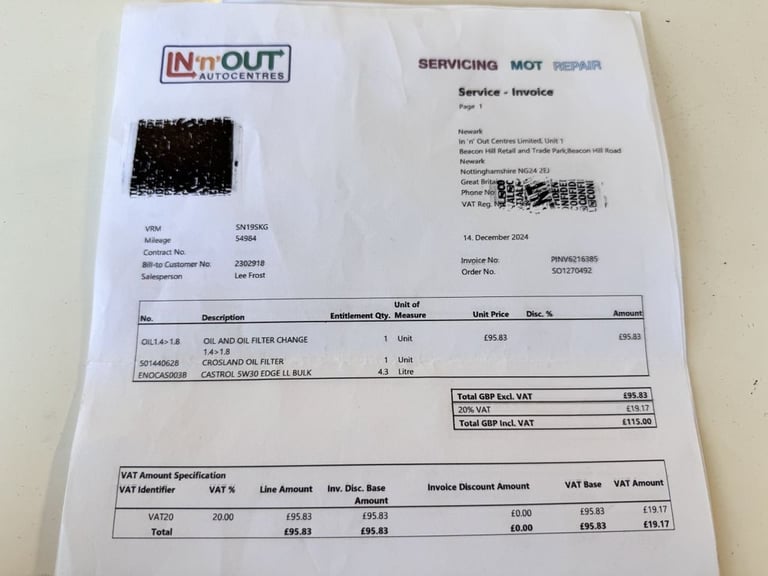 IN'n'OUT
AUTOCENTRES
SERVICING MOT REPAIR
Service - Invoice
Page 1
Newark
In 'n' Out Centres Limited, Unit 1
Beacon Hill Retail and Trade Park,Beacon Hill Road
Newark
Nottinghamshire NG24 2EJ
Great
Phone No
VAT Reg.
VRM SN19SKG
Mileage 54984
Contract No.
Bill-to Customer No. 2302918
Salesperson Lee Frost
14. December 2024
Invoice No. PINV6216385
Order No. SO1270492
No. Description Entitlement Qty. Unit of Measure Unit Price Disc. % Amount
OIL1.4>1.8 OIL AND OIL FILTER CHANGE 1 Unit £95.83 £95.83
1.4>1.8
501440628 CROSLAND OIL FILTER 1 Unit
ENOCAS003B CASTROL 5W30 EDGE LL BULK 4.3 Litre
Total GBP Excl. VAT £95.83
20% VAT £19.17
Total GBP Incl. VAT £115.00
VAT Amount Specification
VAT Identifier VAT % Line Amount Inv. Disc. Base Amount Invoice Discount Amount VAT Base VAT Amount
VAT20 20.00 £95.83 £95.83 £0.00 £95.83 £19.17
Total £95.83 £95.83 £0.00 £95.83 £19.17